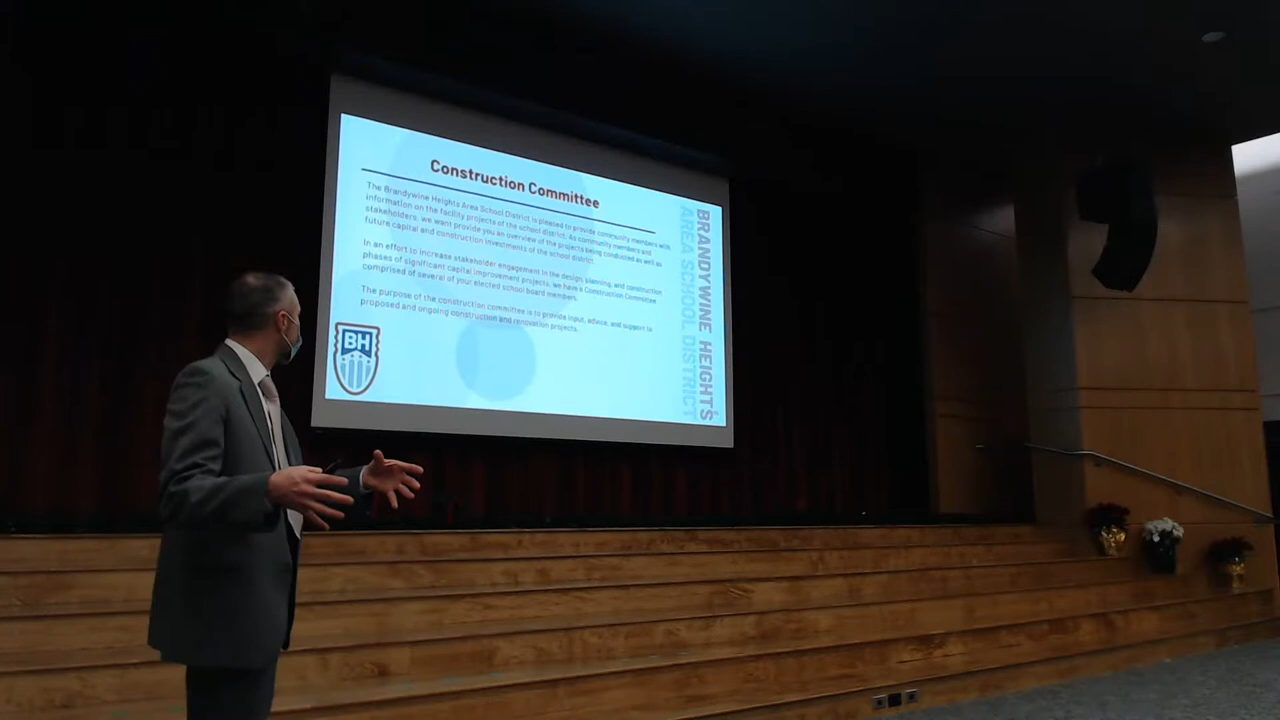 Construction Committee
The Brandywine Heights Area School District is pleased to provide community members with
information on the facility projects of the school district. As community members and
stakeholders, we want provide you an overview of the projects being conducted as well as
future capital and construction investments of the school district.
In an effort to increase stakeholder engagement in the design, planning, and construction
phases of significant capital improvement projects, we have a Construction Committee
comprised of several of your elected school board members.
The purpose of the construction committee is to provide input, advice, and support to
proposed and ongoing construction and renovation projects.
BH
BRANDYWINE HEIGHTS
AREA SCHOOL DISTRICT